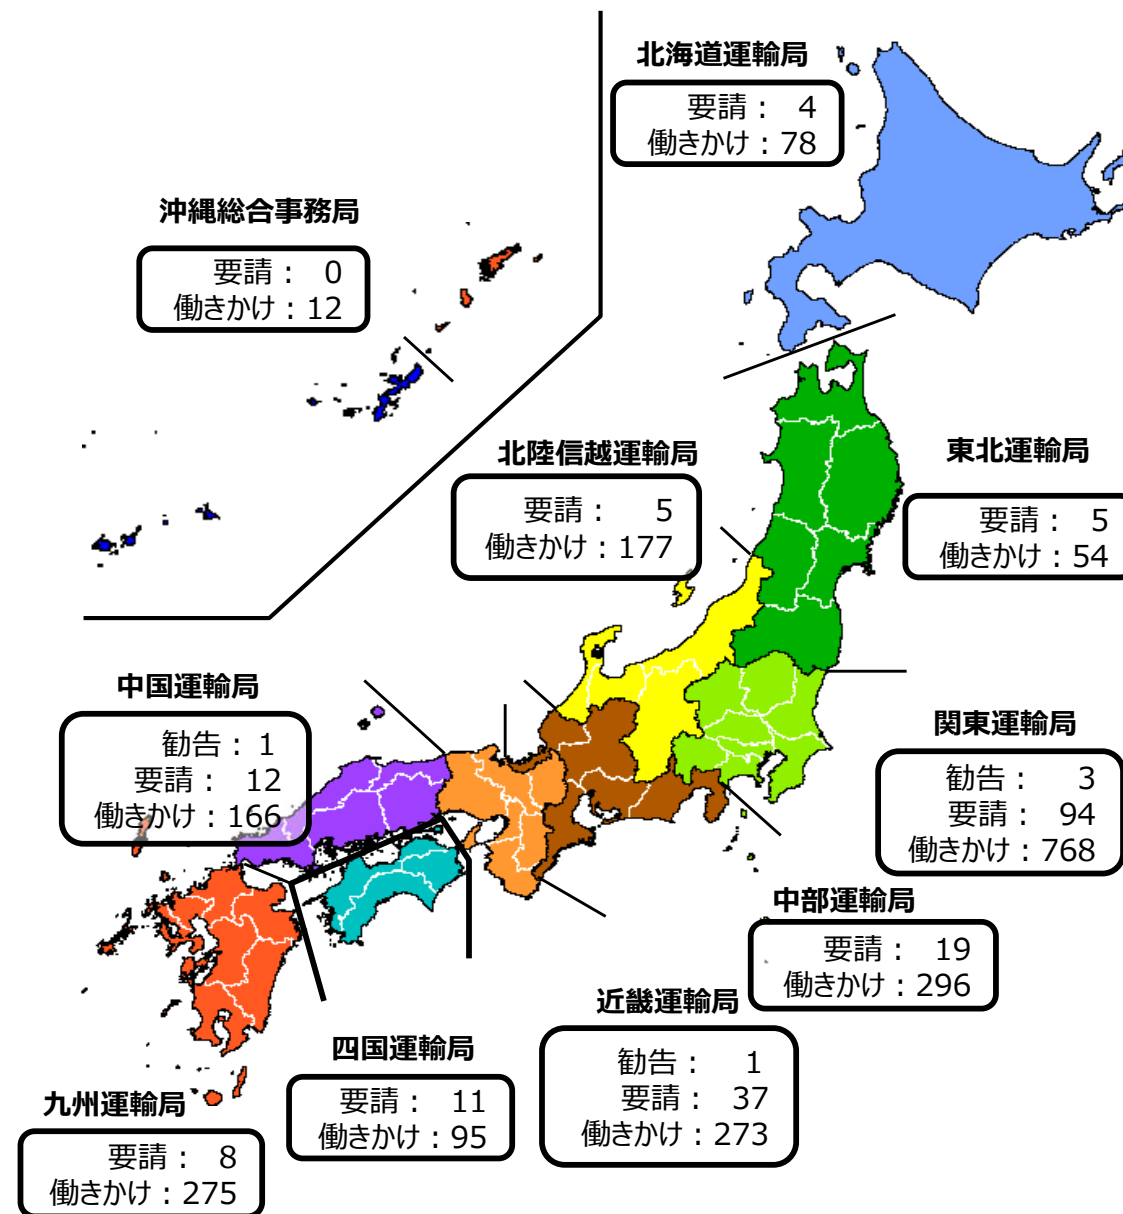 北海道運輸局
要請： 4
働きかけ：78
沖縄総合事務局
要請： 0
働きかけ：12
北陸信越運輸局
要請： 5
働きかけ：177
東北運輸局
要請： 5
働きかけ：54
中国運輸局
勧告：1
要請： 12
働きかけ：166
関東運輸局
勧告： 3
要請： 94
働きかけ：768
中部運輸局
要請： 19
働きかけ：296
近畿運輸局
勧告： 1
要請： 37
働きかけ：273
四国運輸局
要請： 11
働きかけ：95
九州運輸局
要請： 8
働きかけ：275